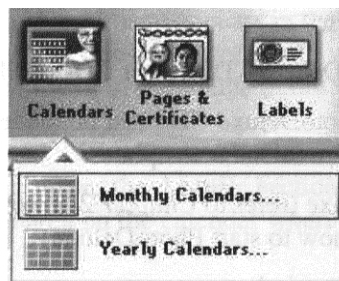 Calendars
Pages &
Certificates
Labels
Monthly Calendars...
Yearly Calendars...